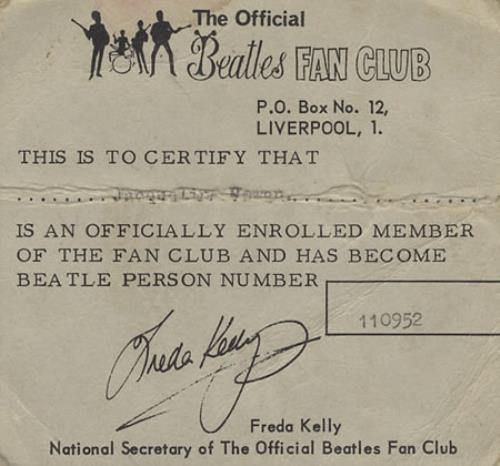 The Official
Beatles FAN CLUB
P.O. Box No. 12,
LIVERPOOL, 1.
THIS IS TO CERTIFY THAT
IS AN OFFICIALLY ENROLLED MEMBER
OF THE FAN CLUB AND HAS BECOME
BEATLE PERSON NUMBER
110952
Freda Kelly
Freda Kelly
National Secretary of The Official Beatles Fan Club